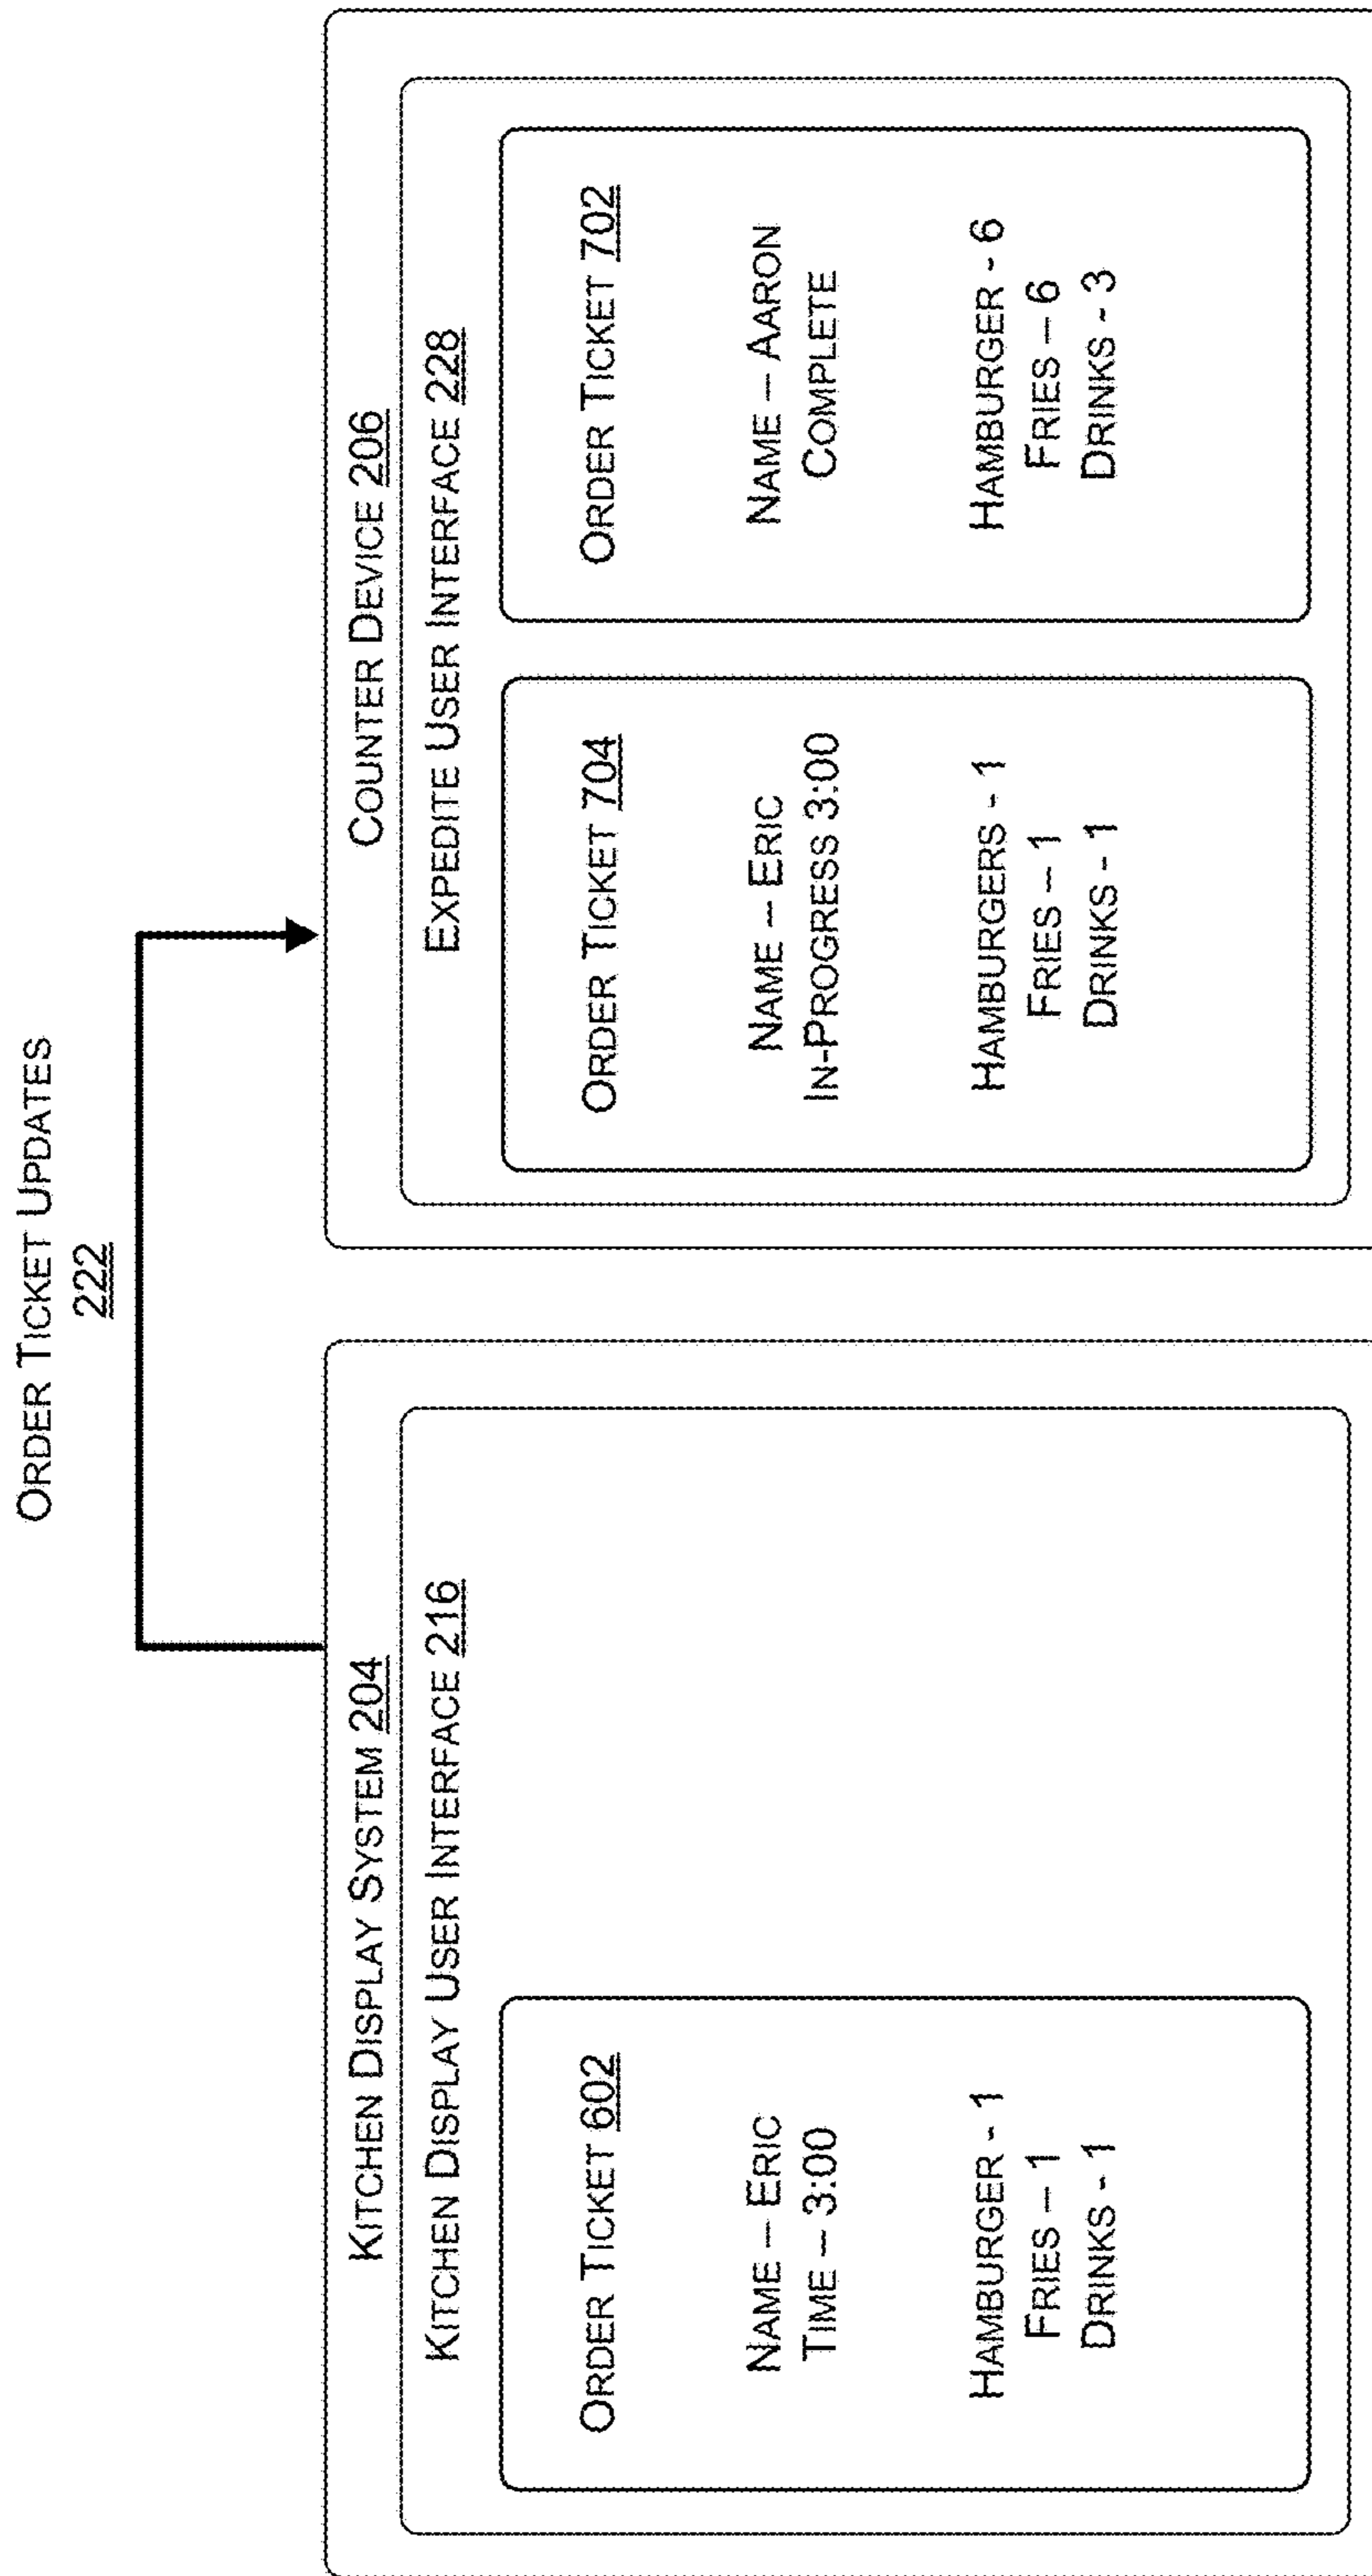 ORDER TICKET UPDATES
222
KITCHEN DISPLAY SYSTEM 204
KITCHEN DISPLAY USER INTERFACE 216
ORDER TICKET 602
NAME – ERIC
TIME – 3:00
HAMBURGER - 1
FRIES – 1
DRINKS - 1
COUNTER DEVICE 206
EXPEDITE USER INTERFACE 228
ORDER TICKET 704
NAME – ERIC
IN-PROGRESS 3:00
HAMBURGERS - 1
FRIES – 1
DRINKS - 1
ORDER TICKET 702
NAME – AARON
COMPLETE
HAMBURGER - 6
FRIES – 6
DRINKS - 3